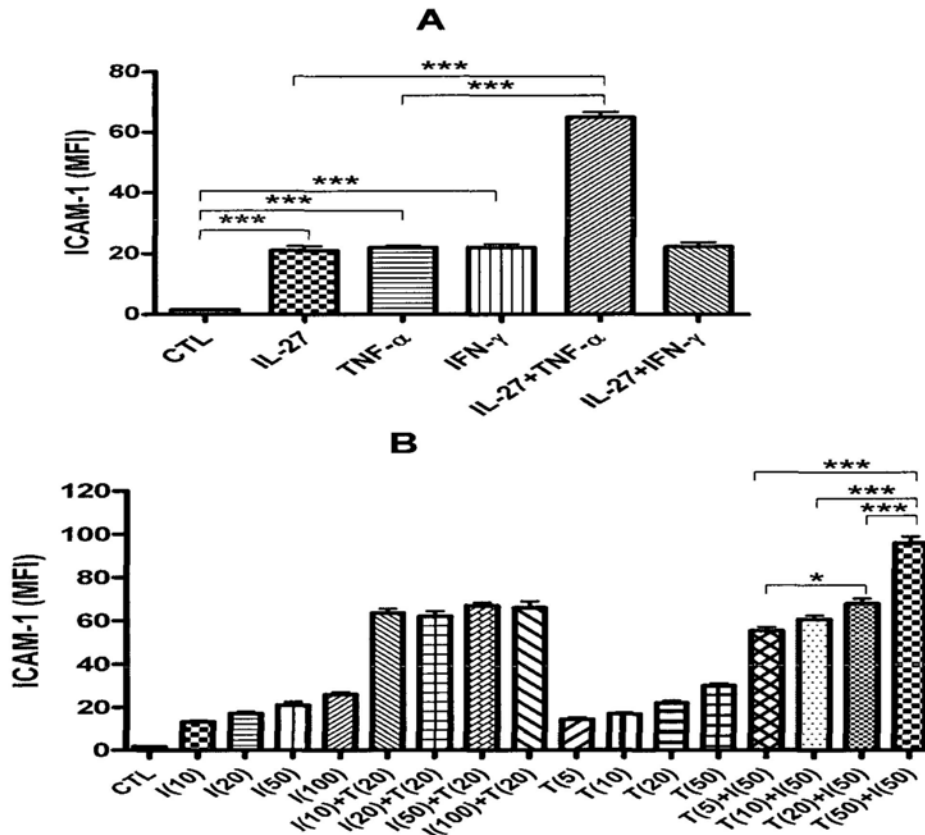 A
ICAM-1 (MFI)
80
60
40
20
0
***
***
***
***
***
CTL
IL-27
TNF-α
IFN-γ
IL-27+TNF-α
IL-27+IFN-γ
B
ICAM-1 (MFI)
120
100
80
60
40
20
0
***
***
***
*
CTL
I(10)
I(20)
I(50)
I(100)
I(10)+T(20)
I(20)+T(20)
I(50)+T(20)
I(100)+T(20)
T(5)
T(10)
T(20)
T(50)
T(5)+I(50)
T(10)+I(50)
T(20)+I(50)
T(50)+I(50)